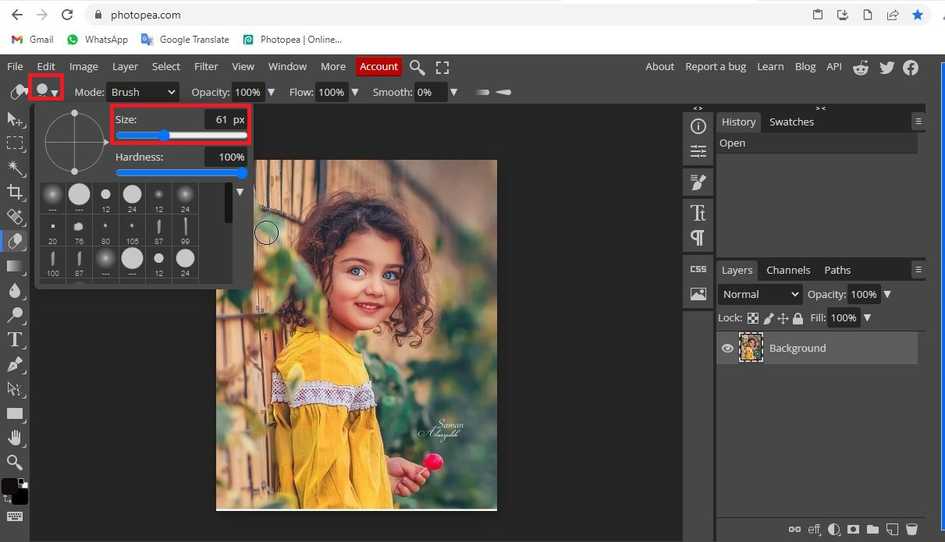 photopea.com
Gmail WhatsApp Google Translate Photopea | Online...
File Edit Image Layer Select Filter View Window More Account About Report a bug Learn Blog API
Mode: Brush Opacity: 100% Flow: 100% Smooth: 0%
Size: 61 px
Hardness: 100%
--- --- 12 24 12 24
20 76 80 105 87 99
100 87 --- --- 12 24
History Swatches
Open
CSS
Layers Channels Paths
Normal Opacity: 100%
Lock: Fill: 100%
Background
Saman
eff